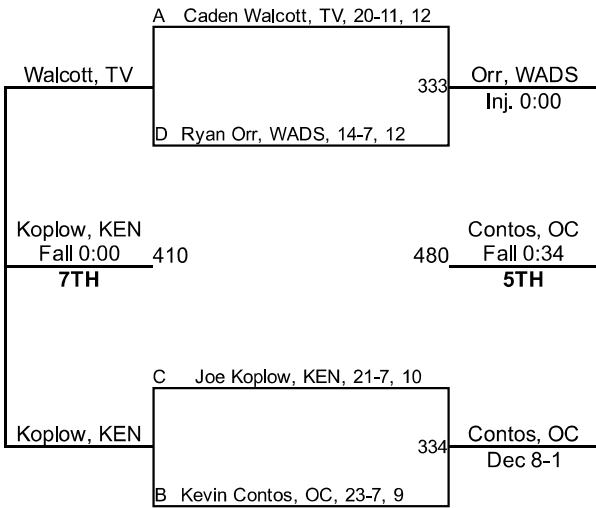 A Caden Walcott, TV, 20-11, 12
Walcott, TV
333
Orr, WADS
Inj. 0:00
D Ryan Orr, WADS, 14-7, 12
Koplow, KEN
Fall 0:00
410
7TH
480
Contos, OC
Fall 0:34
5TH
C Joe Koplow, KEN, 21-7, 10
Koplow, KEN
334
Contos, OC
Dec 8-1
B Kevin Contos, OC, 23-7, 9